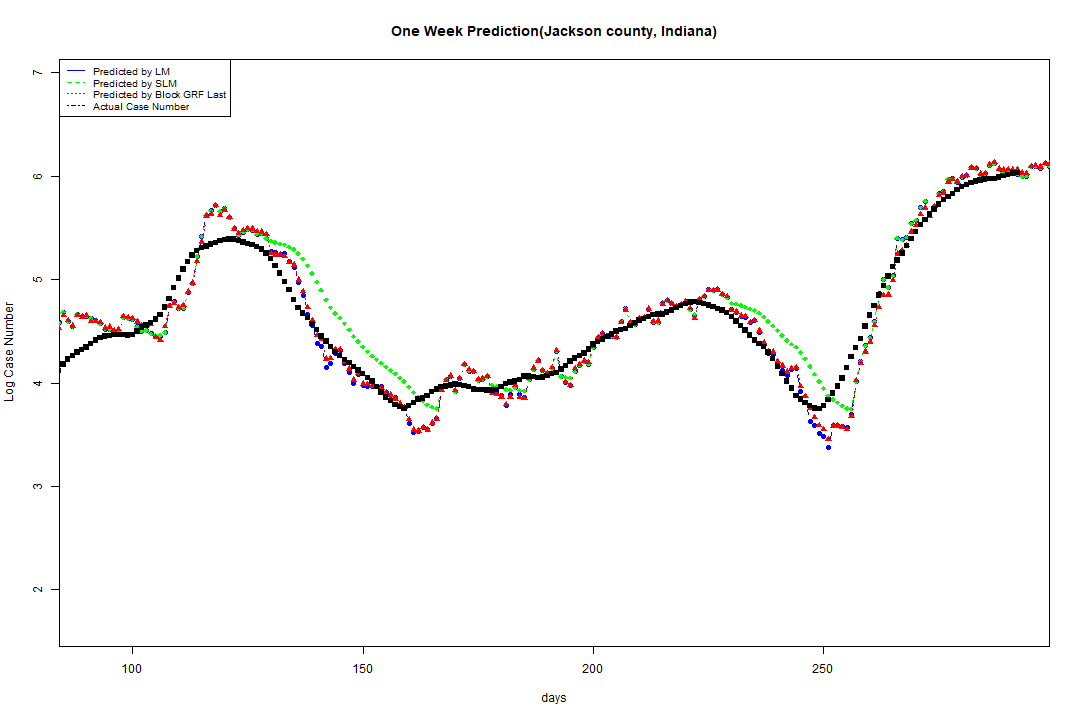 One Week Prediction(Jackson county, Indiana)
Predicted by LM
Predicted by SLM
Predicted by Block GRF Last
Actual Case Number
7
6
5
4
3
2
Log Case Number
100 150 200 250
days